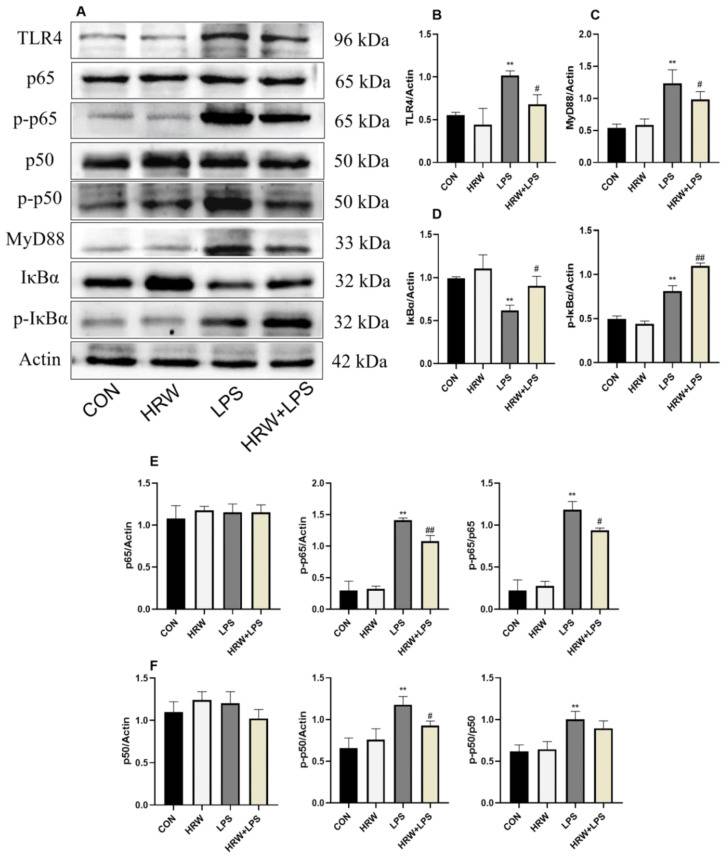 A
TLR4 96 kDa
p65 65 kDa
p-p65 65 kDa
p50 50 kDa
p-p50 50 kDa
MyD88 33 kDa
IκBα 32 kDa
p-IκBα 32 kDa
Actin 42 kDa
CON HRW LPS HRW+LPS
B
TLR4/Actin
1.5
1.0
0.5
0.0
**
#
CON HRW LPS HRW+LPS
C
MyD88/Actin
2.0
1.5
1.0
0.5
0.0
**
#
CON HRW LPS HRW+LPS
D
IκBα/Actin
1.5
1.0
0.5
0.0
**
#
CON HRW LPS HRW+LPS
p-IκBα/Actin
1.5
1.0
0.5
0.0
**
##
CON HRW LPS HRW+LPS
E
p65/Actin
1.5
1.0
0.5
0.0
CON HRW LPS HRW+LPS
p-p65/Actin
2.0
1.5
1.0
0.5
0.0
**
##
CON HRW LPS HRW+LPS
p-p65/p65
1.5
1.0
0.5
0.0
**
#
CON HRW LPS HRW+LPS
F
p50/Actin
1.5
1.0
0.5
0.0
CON HRW LPS HRW+LPS
p-p50/Actin
1.5
1.0
0.5
0.0
**
#
CON HRW LPS HRW+LPS
p-p50/p50
1.5
1.0
0.5
0.0
**
CON HRW LPS HRW+LPS